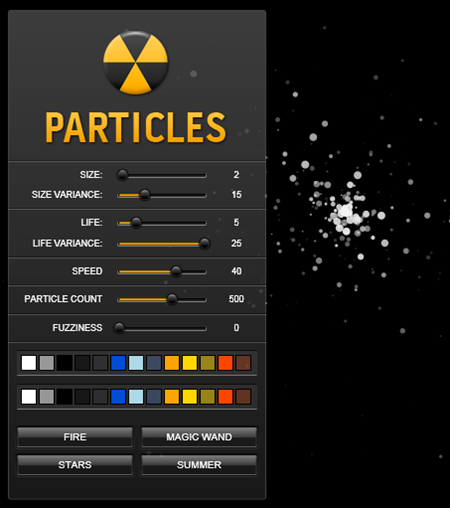 PARTICLES
SIZE: 2
SIZE VARIANCE: 15
LIFE: 5
LIFE VARIANCE: 25
SPEED 40
PARTICLE COUNT 500
FUZZINESS 0
FIRE MAGIC WAND
STARS SUMMER